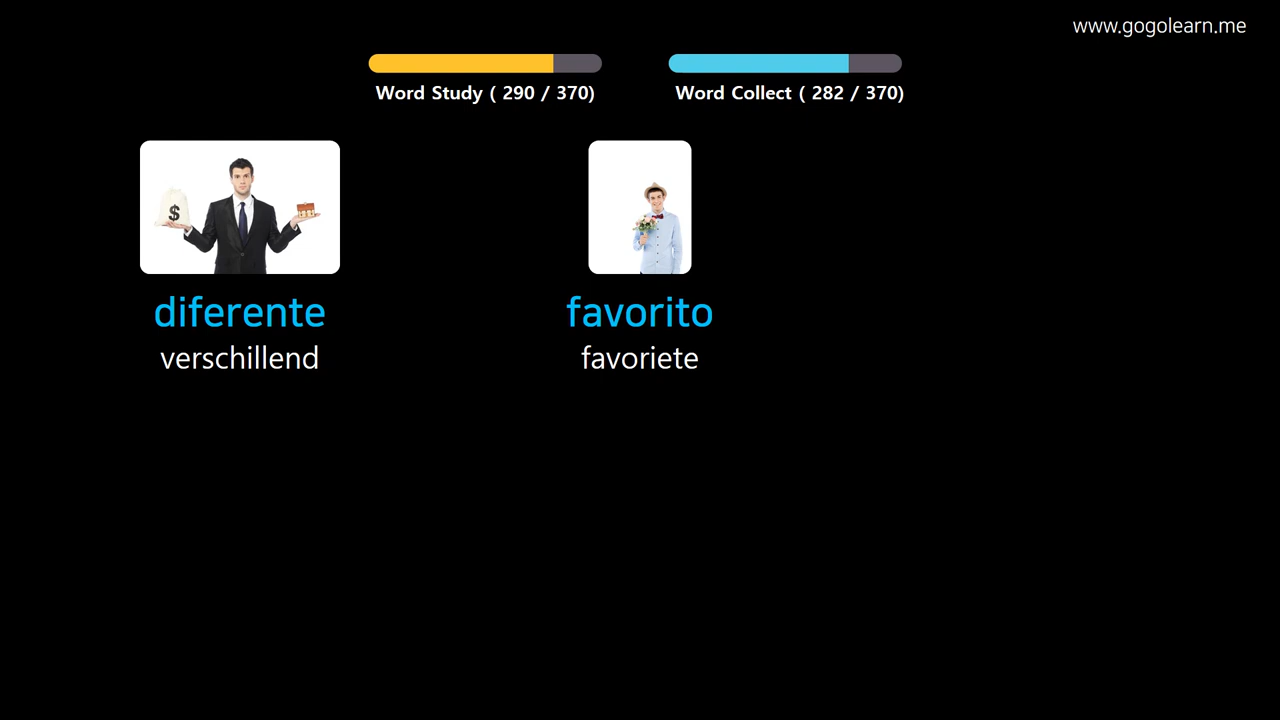 www.gogolearn.me
Word Study ( 290 / 370)
Word Collect ( 282 / 370)
$
diferente
favorito
verschillend
favoriete